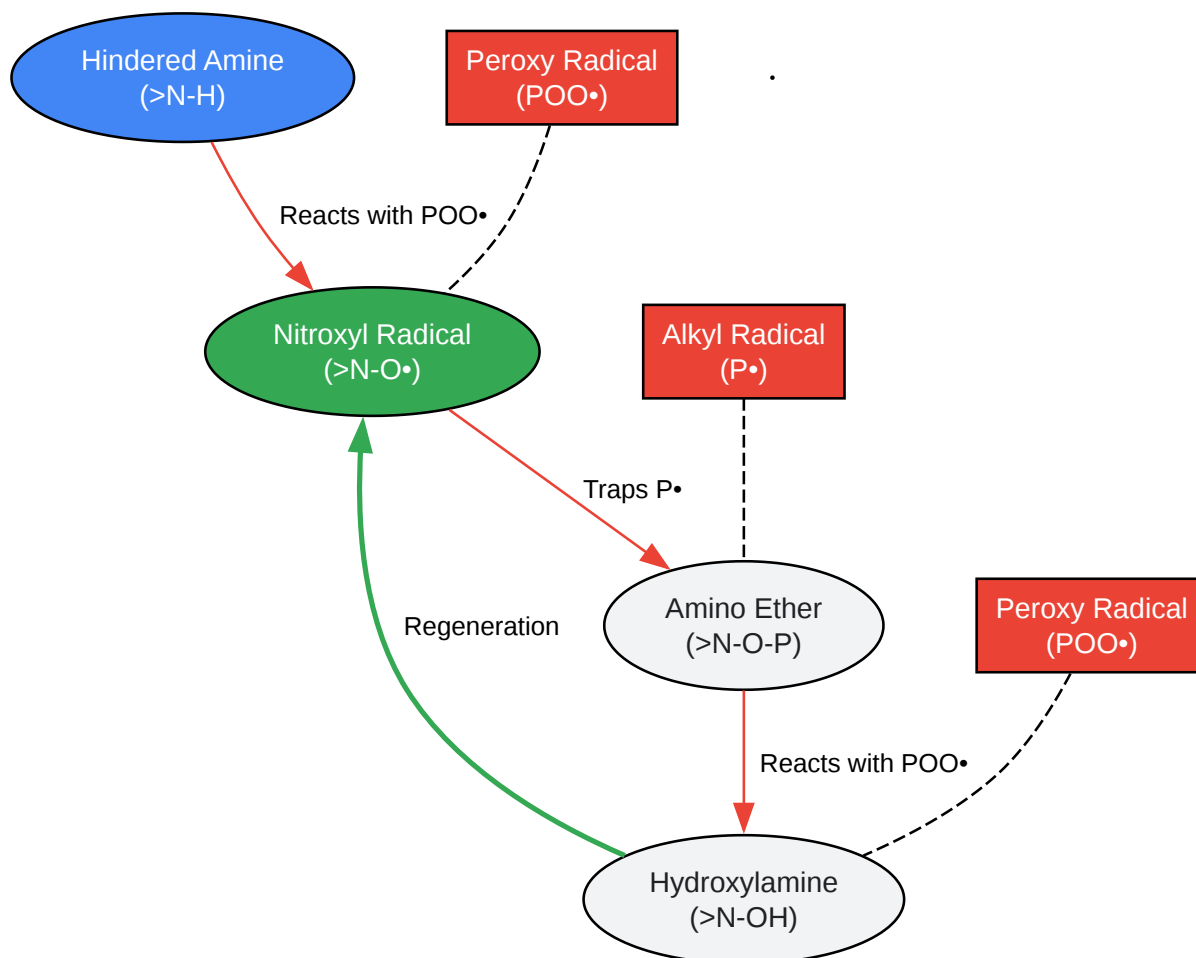 Hindered Amine
(>N-H)
Peroxy Radical
(POO•)
Reacts with POO•
Nitroxyl Radical
(>N-O•)
Alkyl Radical
(P•)
Traps P•
Amino Ether
(>N-O-P)
Peroxy Radical
(POO•)
Regeneration
Reacts with POO•
Hydroxylamine
(>N-OH)